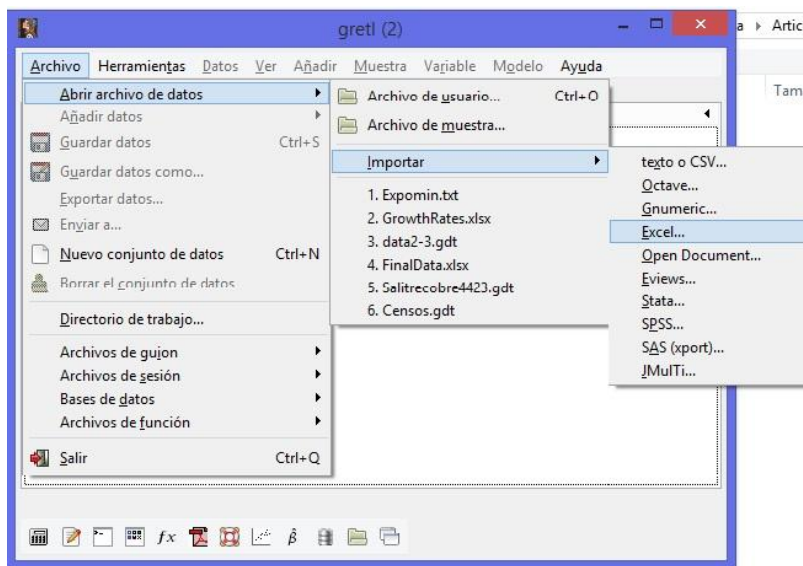 gretl (2)
a ▸ Artic
Archivo Herramientas Datos Ver Añadir Muestra Variable Modelo Ayuda
Tam
Abrir archivo de datos
Añadir datos
Guardar datos Ctrl+S
Guardar datos como...
Exportar datos...
Enviar a...
Nuevo conjunto de datos Ctrl+N
Borrar el conjunto de datos
Directorio de trabajo...
Archivos de guion
Archivos de sesión
Bases de datos
Archivos de función
Salir Ctrl+Q
Archivo de usuario... Ctrl+O
Archivo de muestra...
Importar
1. Expomin.txt
2. GrowthRates.xlsx
3. data2-3.gdt
4. FinalData.xlsx
5. Salitrecobre4423.gdt
6. Censos.gdt
texto o CSV...
Octave...
Gnumeric...
Excel...
Open Document...
Eviews...
Stata...
SPSS...
SAS (xport)...
JMulTi...
fx β̂